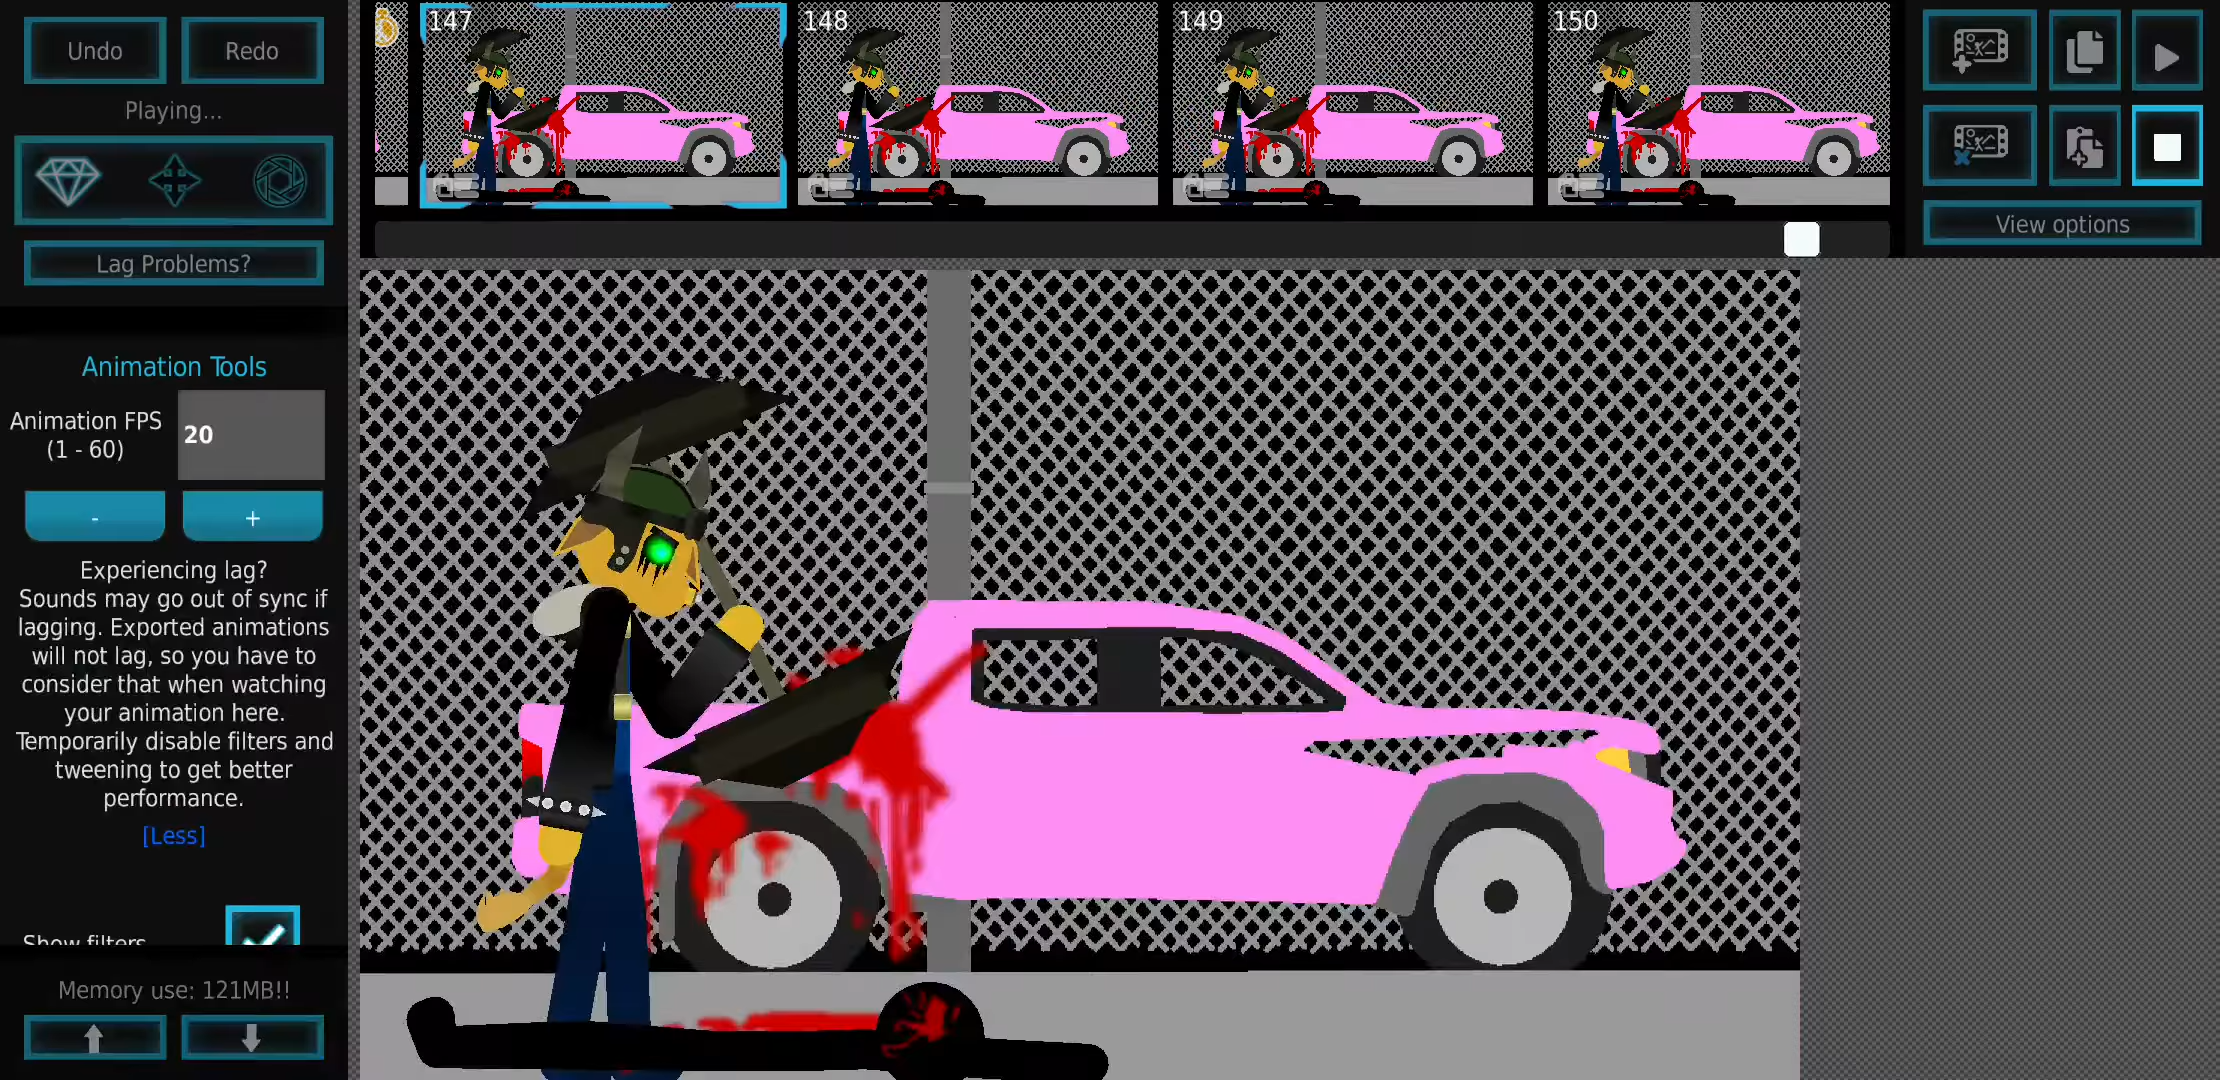 Undo
Redo
Playing...
Lag Problems?
Animation Tools
Animation FPS
(1 - 60)
20
-
+
Experiencing lag?
Sounds may go out of sync if
lagging. Exported animations
will not lag, so you have to
consider that when watching
your animation here.
Temporarily disable filters and
tweening to get better
performance.
[Less]
Show filters
Memory use: 121MB!!
147
148
149
150
View options